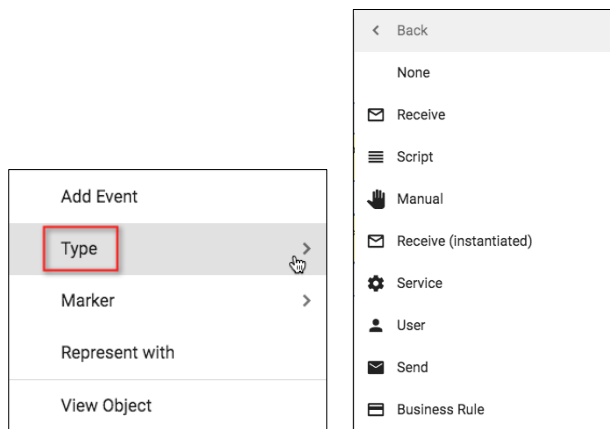 Add Event
Type
Marker
Represent with
View Object
Back
None
Receive
Script
Manual
Receive (instantiated)
Service
User
Send
Business Rule